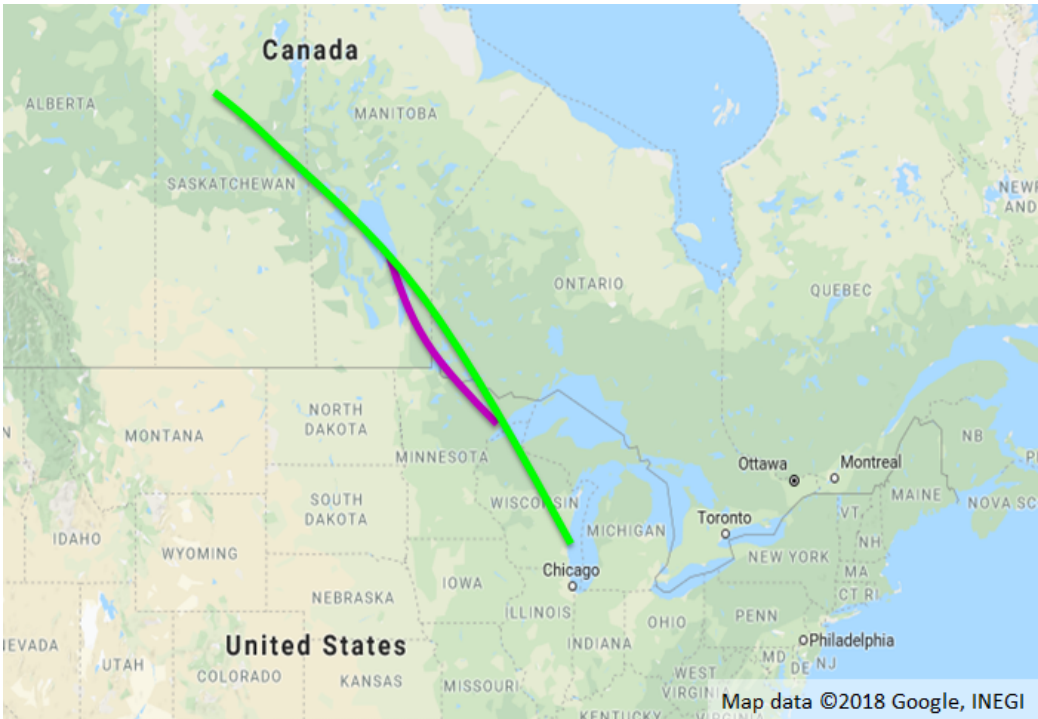 Canada
ALBERTA
MANITOBA
SASKATCHEWAN
NEWF
AND
ONTARIO
QUEBEC
N
MONTANA
NORTH
DAKOTA
MINNESOTA
NB
Ottawa
Montreal
MAINE
NOVA SC
SOUTH
DAKOTA
WISCONSIN
MICHIGAN
Toronto
VT
NH
IDAHO
WYOMING
NEW YORK
MA
CT RI
Chicago
IOWA
NEBRASKA
ILLINOIS
OHIO
PENN
INDIANA
Philadelphia
United States
NEVADA
UTAH
COLORADO
KANSAS
MISSOURI
WEST
VIRGINIA
MD
DE
NJ
KENTUCKY
Map data ©2018 Google, INEGI